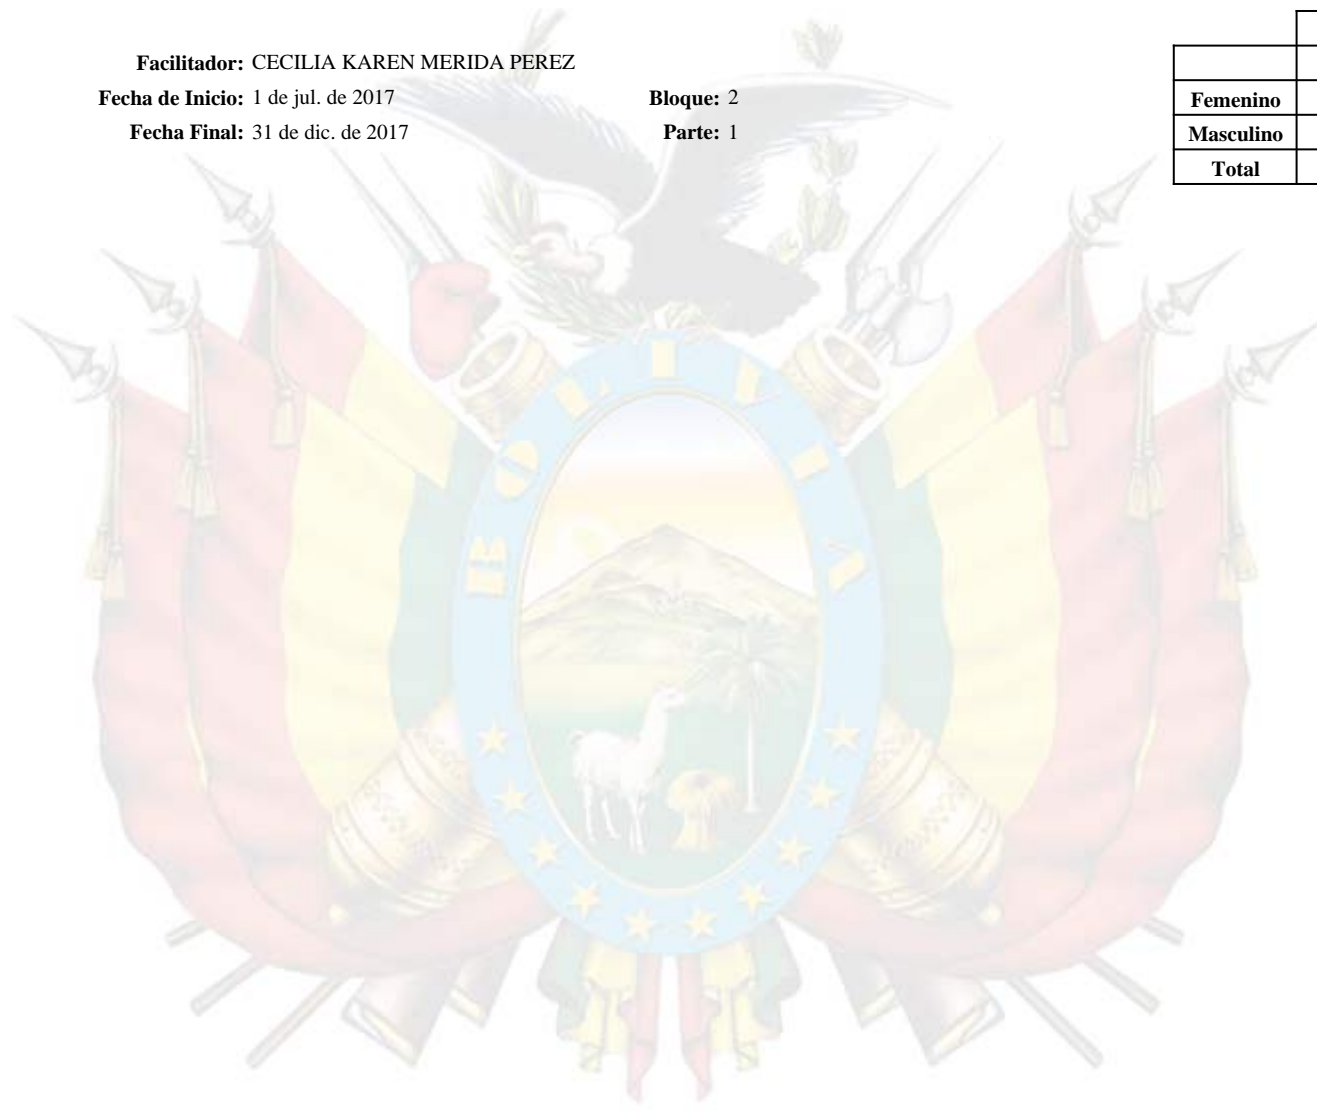 Facilitador: CECILIA KAREN MERIDA PEREZ
Fecha de Inicio: 1 de jul. de 2017 Bloque: 2
Fecha Final: 31 de dic. de 2017 Parte: 1
Femenino
Masculino
Total
BOLIVIA